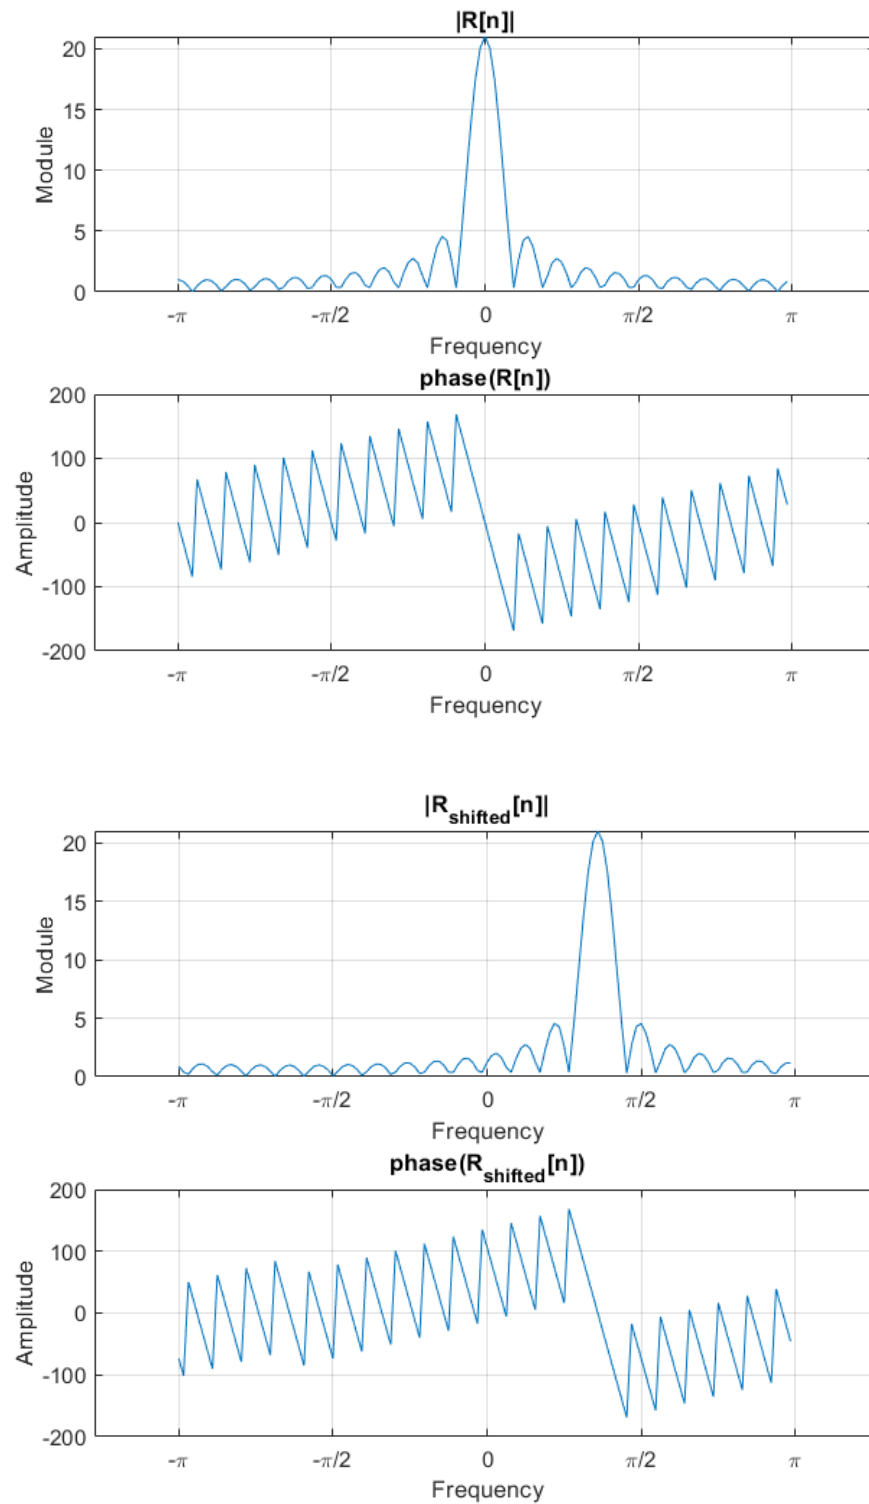 |R[n]|
20
15
10
5
0
Module
-π
-π/2
0
π/2
π
Frequency
phase(R[n])
200
100
0
-100
-200
Amplitude
-π
-π/2
0
π/2
π
Frequency
|Rshifted[n]|
20
15
10
5
0
Module
-π
-π/2
0
π/2
π
Frequency
phase(Rshifted[n])
200
100
0
-100
-200
Amplitude
-π
-π/2
0
π/2
π
Frequency